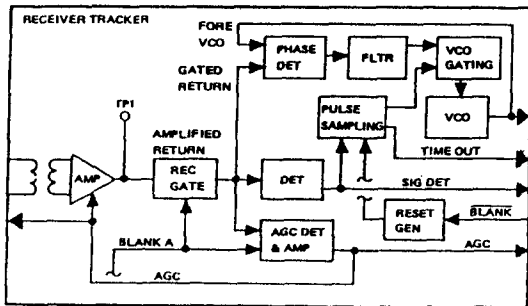 RECEIVER TRACKER
FORE
VCO
PHASE
DET
FLTR
VCO
GATING
GATED
RETURN
TP1
PULSE
SAMPLING
VCO
AMPLIFIED
RETURN
TIME OUT
AMP
REC
GATE
DET
SIG DET
RESET
GEN
BLANK
BLANK A
AGC DET
& AMP
AGC
AGC